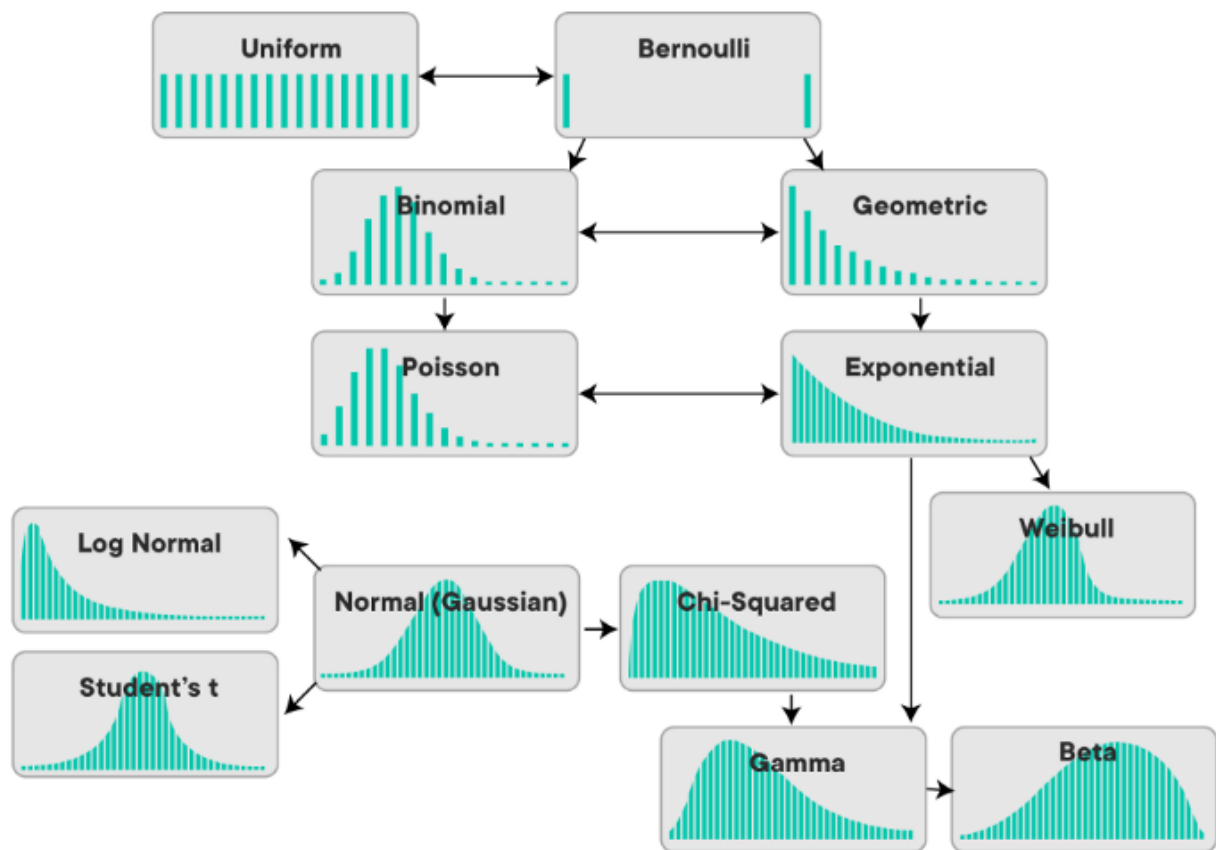 Uniform
Bernoulli
Binomial
Geometric
Poisson
Exponential
Log Normal
Weibull
Normal (Gaussian)
Chi-Squared
Student's t
Gamma
Beta